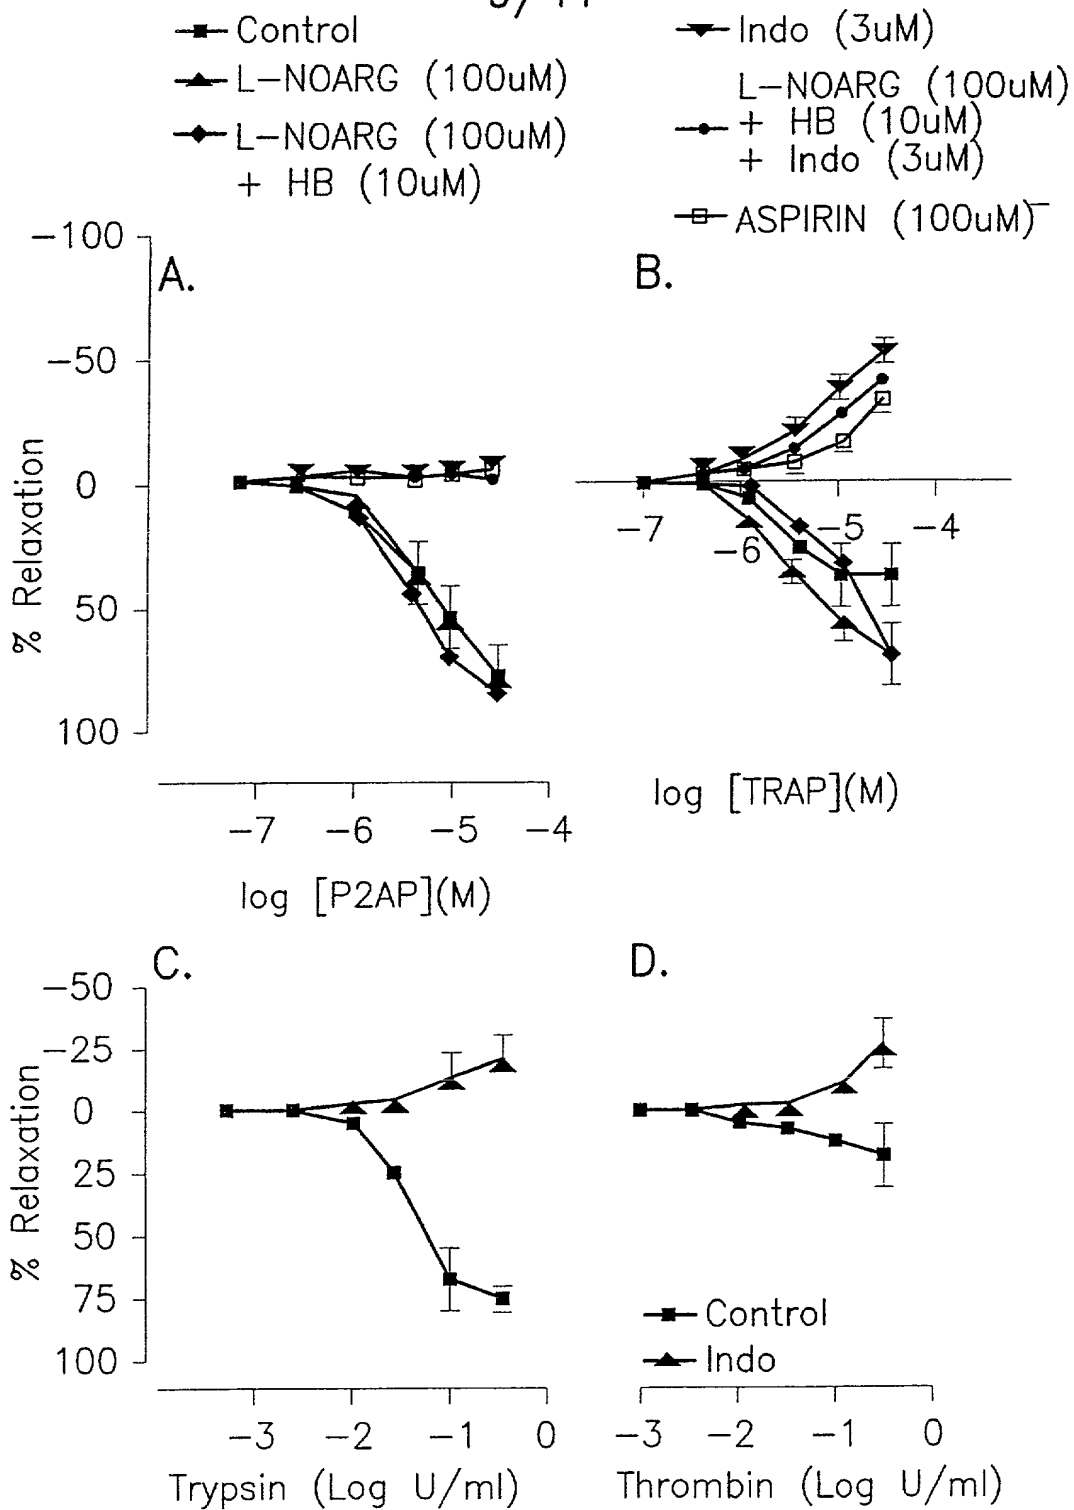 Control
L-NOARG (100uM)
L-NOARG (100uM)
+ HB (10uM)
Indo (3uM)
L-NOARG (100uM)
+ HB (10uM)
+ Indo (3uM)
ASPIRIN (100uM)
A.
B.
-100
-50
0
50
100
% Relaxation
-7
-6
-5
-4
log [P2AP](M)
-7
-6
-5
-4
log [TRAP](M)
C.
D.
-50
-25
0
25
50
75
100
% Relaxation
-3
-2
-1
0
Trypsin (Log U/ml)
Control
Indo
-3
-2
-1
0
Thrombin (Log U/ml)